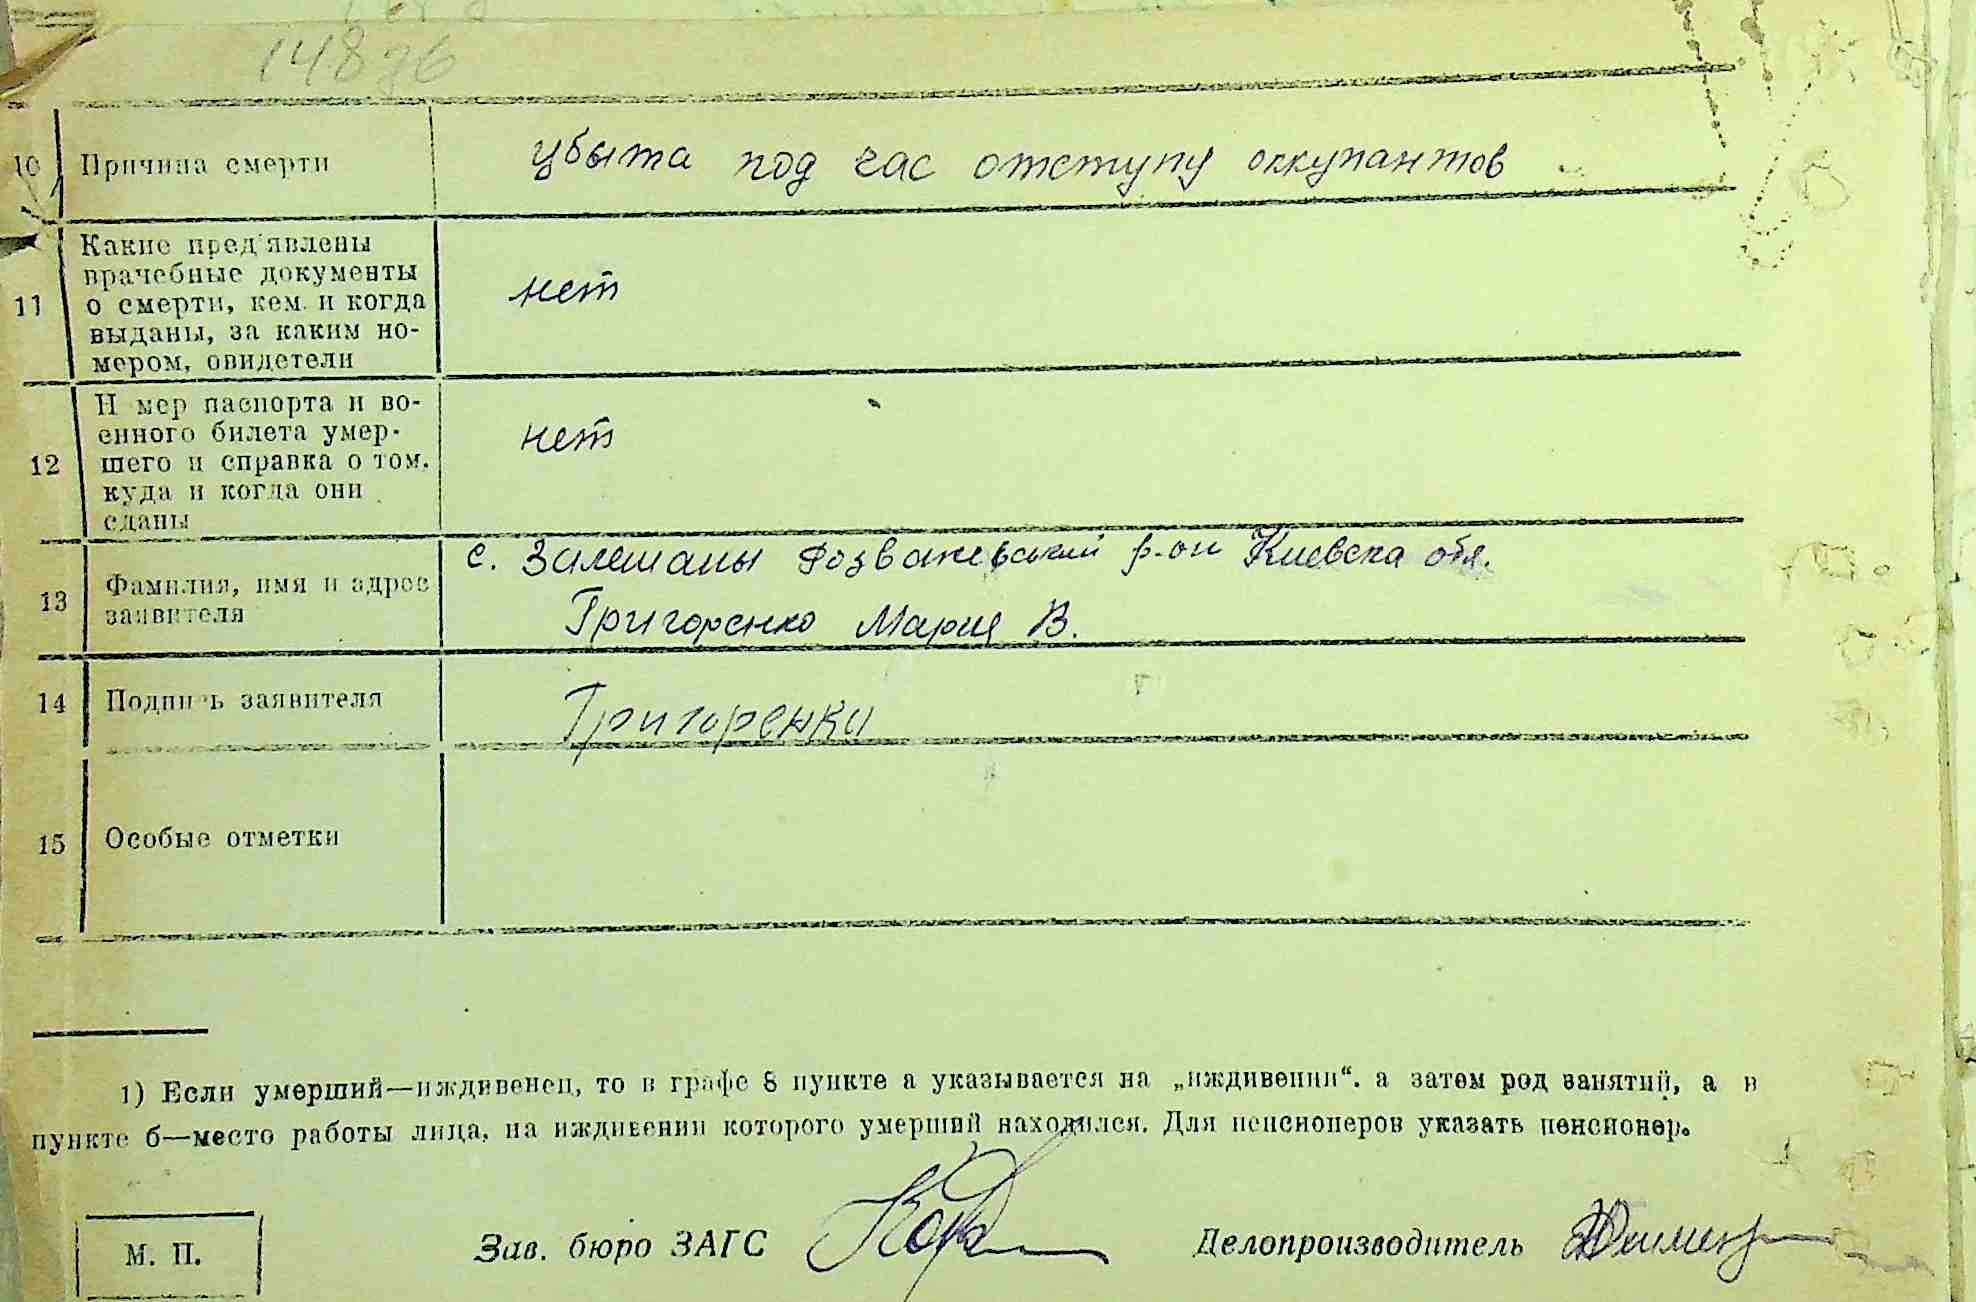 14876
10 Причина смерти
убыта под час отступу оккупантов
11 Какие пред'явлены
врачебные документы
о смерти, кем и когда
выданы, за каким но-
мером, свидетели
нет
12 Н мер паспорта и во-
енного билета умер-
шего и справка о том,
куда и когда они
сданы
нет
13 Фамилия, имя и адрес
заявителя
с. Залешаны Розважевський р-он Киевска обл.
Григоренко Мария В.
14 Подпись заявителя
Григоренко
15 Особые отметки
1) Если умерший—иждивенец, то в графе 8 пункте а указывается на „иждивении“. а затем род занятий, а в
пункте б—место работы лица, на иждивении которого умерший находился. Для пенсионеров указать пенсионер.
М. П.
Зав. бюро ЗАГС
Делопроизводитель